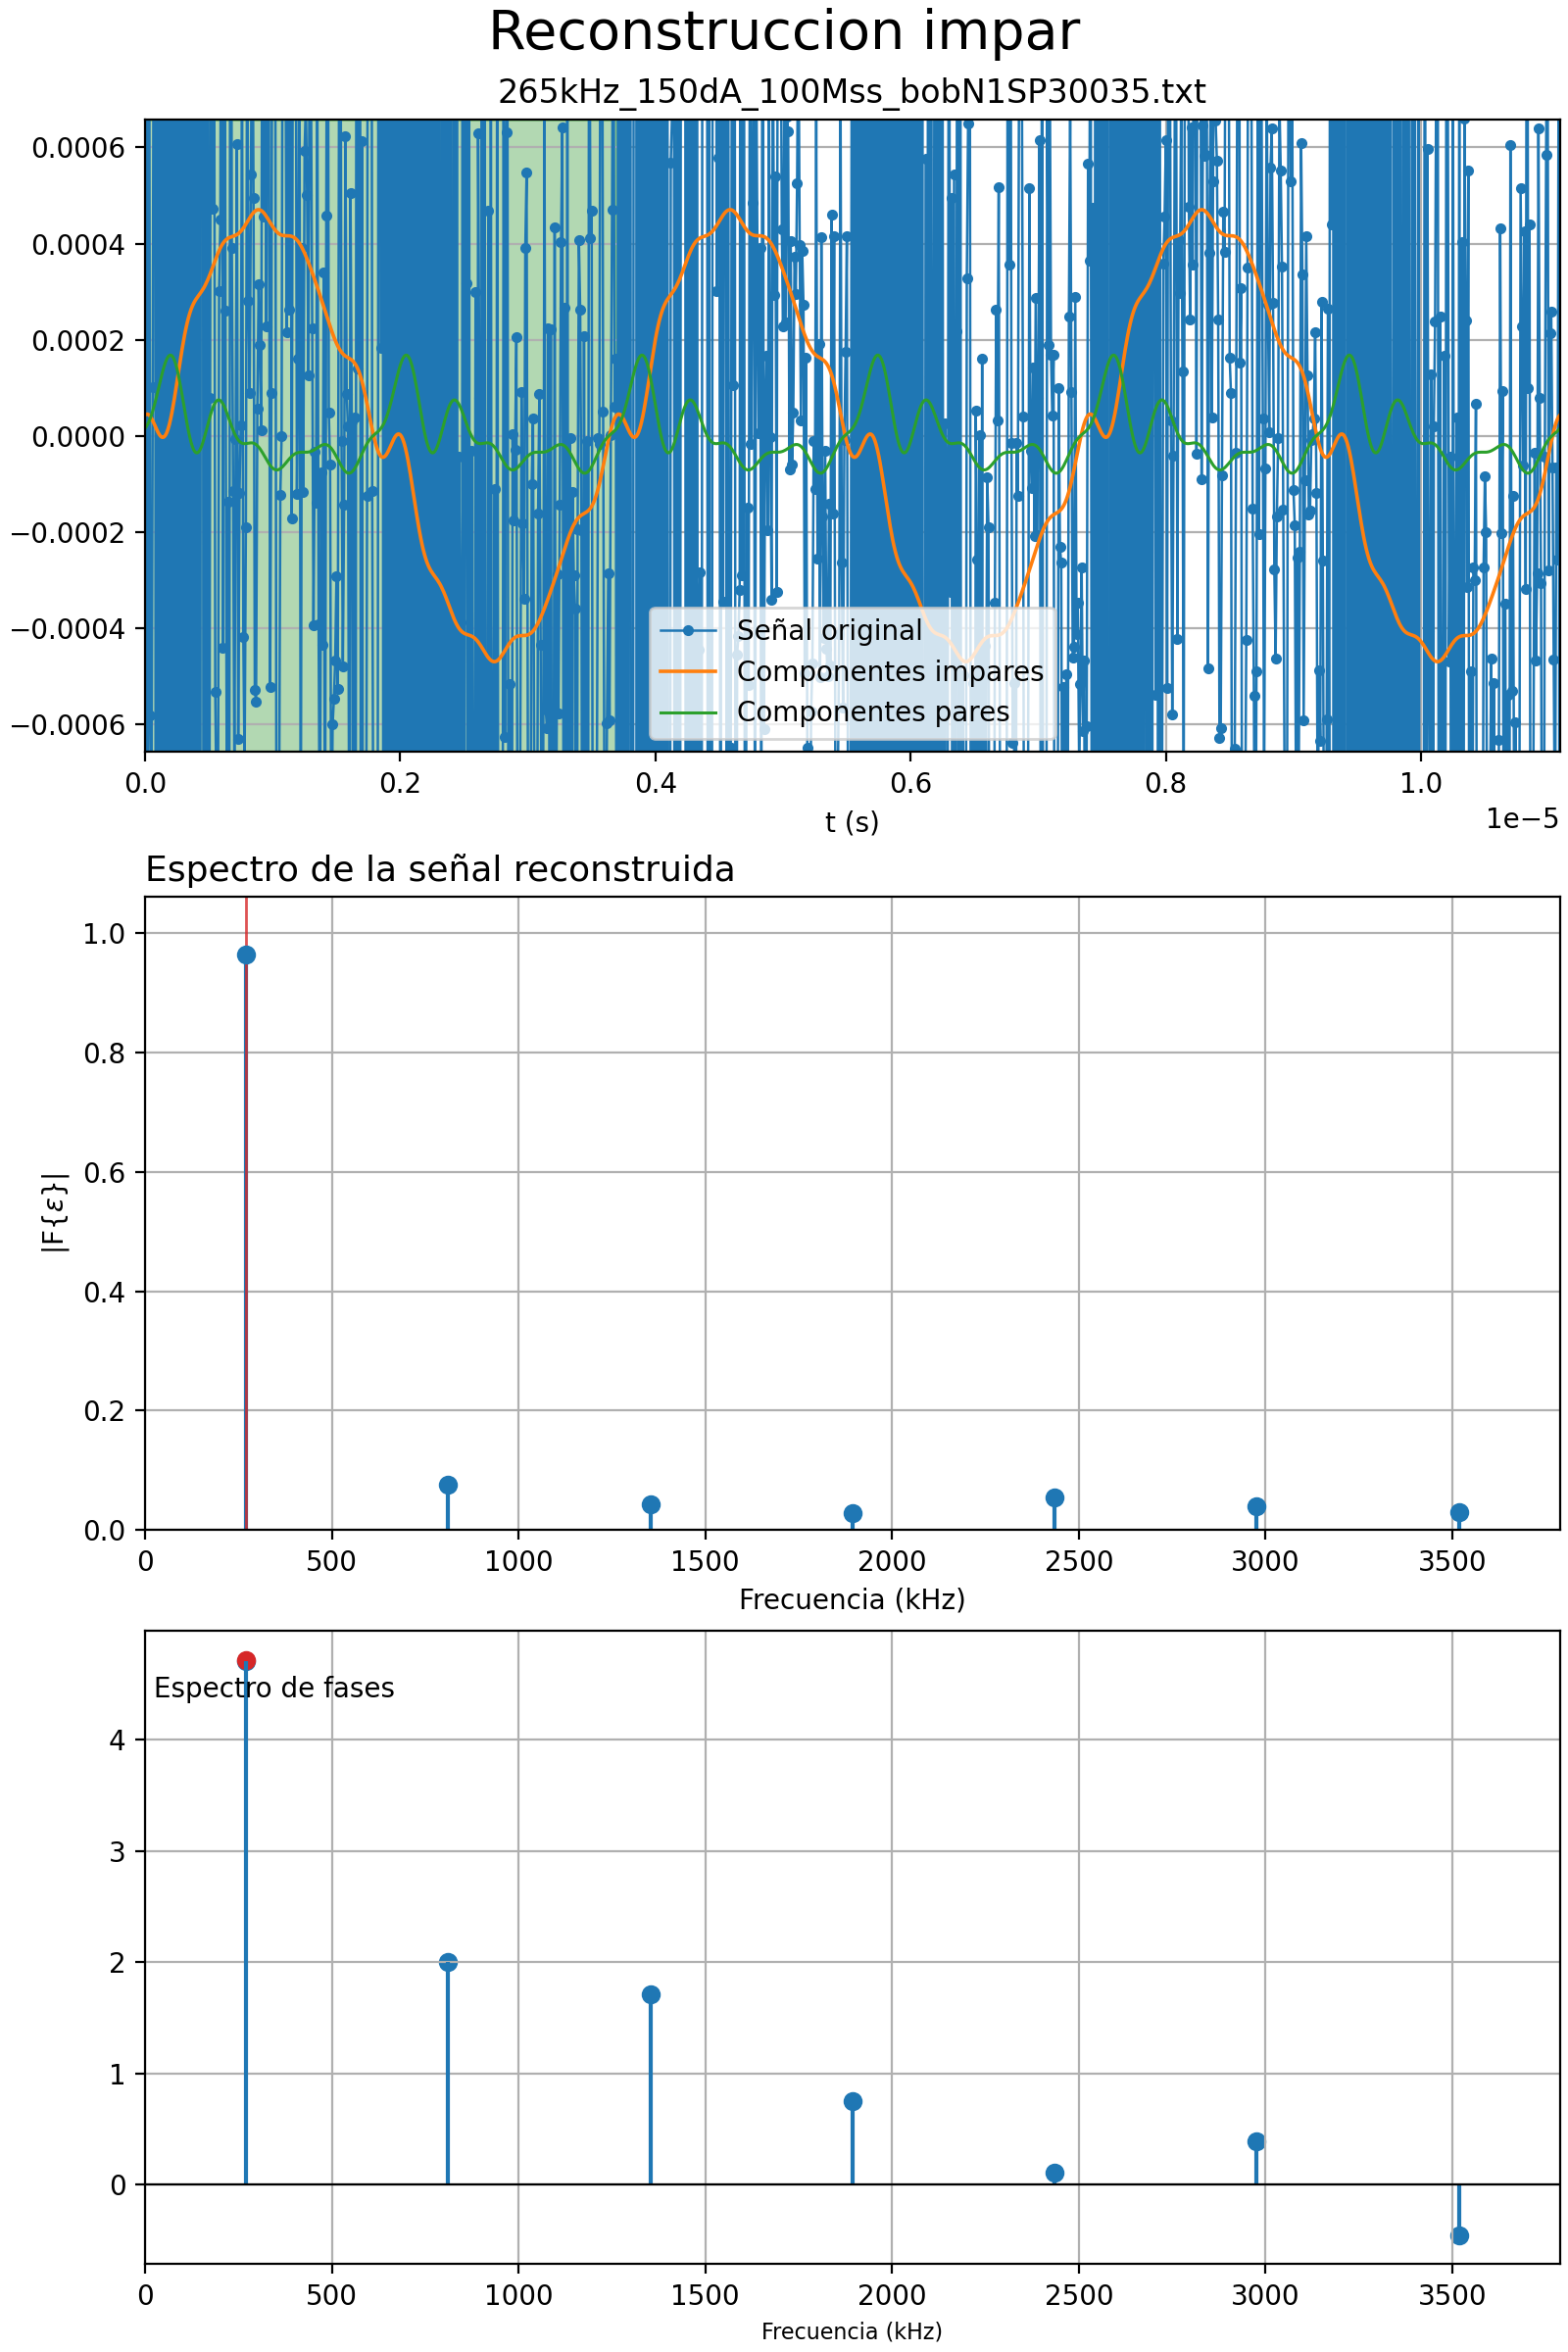 Reconstruccion impar
265kHz_150dA_100Mss_bobN1SP30035.txt
0.0006
0.0004
0.0002
0.0000
−0.0002
−0.0004
−0.0006
Señal original
Componentes impares
Componentes pares
0.0 0.2 0.4 0.6 0.8 1.0
1e−5
t (s)
Espectro de la señal reconstruida
1.0
0.8
0.6
0.4
0.2
0.0
|F{ε}|
0 500 1000 1500 2000 2500 3000 3500
Frecuencia (kHz)
Espectro de fases
4
3
2
1
0
0 500 1000 1500 2000 2500 3000 3500
Frecuencia (kHz)